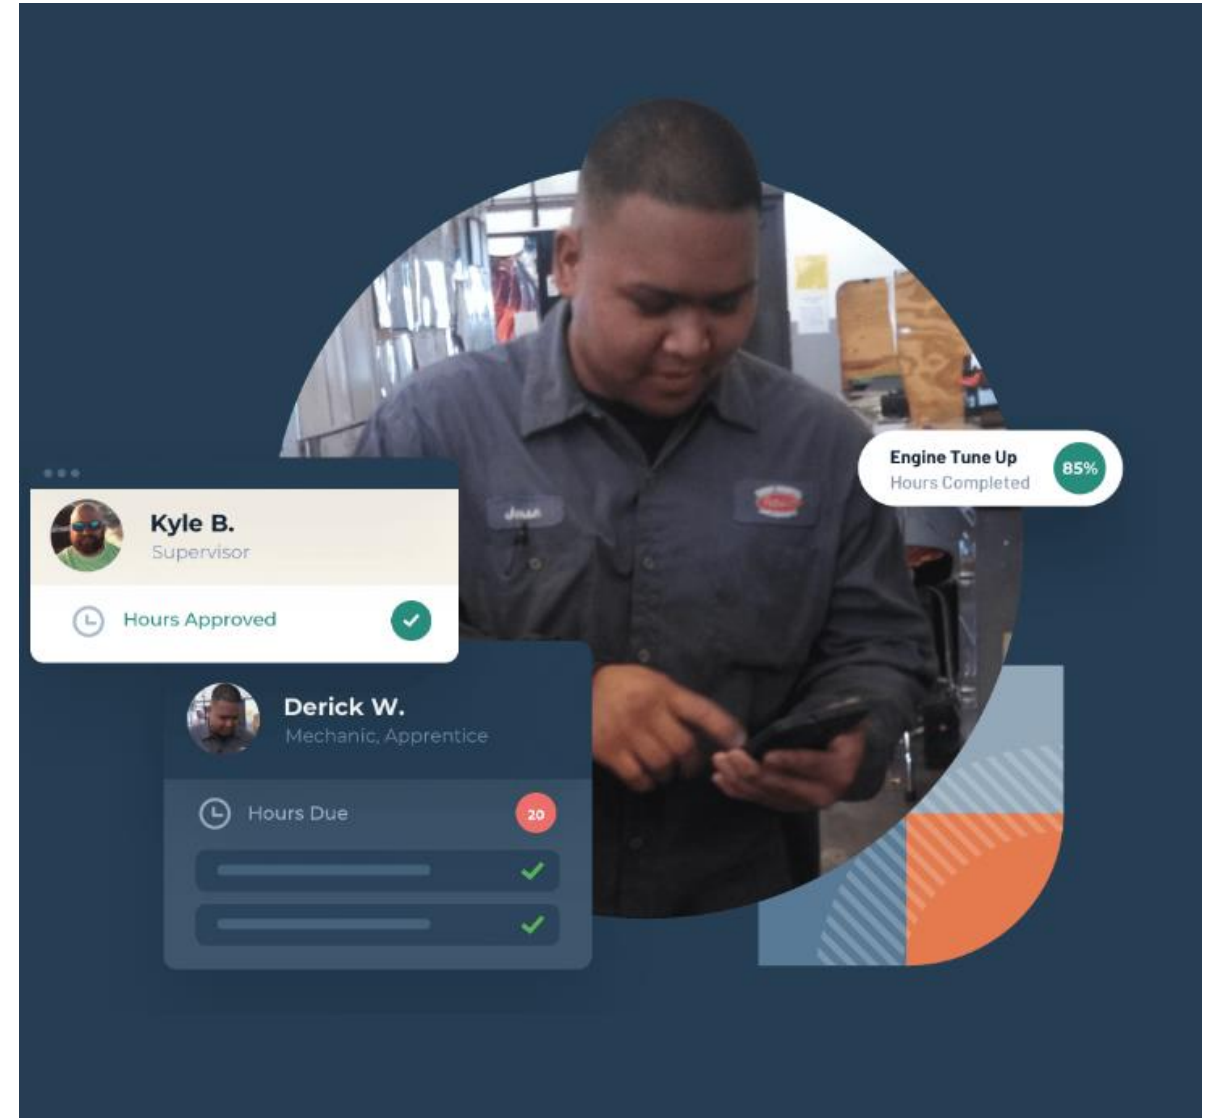 Engine Tune Up
Hours Completed
85%
Kyle B.
Supervisor
Hours Approved
Derick W.
Mechanic, Apprentice
Hours Due
20